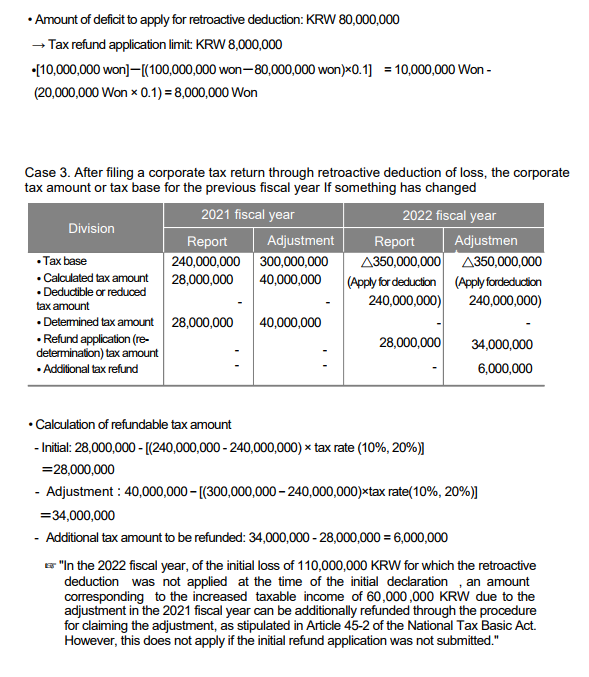 • Amount of deficit to apply for retroactive deduction: KRW 80,000,000
→ Tax refund application limit: KRW 8,000,000
•[10,000,000 won]－[(100,000,000 won－80,000,000 won)×0.1] = 10,000,000 Won -
(20,000,000 Won × 0.1) = 8,000,000 Won
Case 3. After filing a corporate tax return through retroactive deduction of loss, the corporate
tax amount or tax base for the previous fiscal year If something has changed
Division 2021 fiscal year 2022 fiscal year
Report Adjustment Report Adjustmen
• Tax base 240,000,000 300,000,000 △350,000,000 △350,000,000
• Calculated tax amount 28,000,000 40,000,000 (Apply for deduction (Apply fordeduction
• Deductible or reduced
tax amount - - 240,000,000) 240,000,000)
• Determined tax amount 28,000,000 40,000,000 - -
• Refund application (re-
determination) tax amount - - 28,000,000 34,000,000
• Additional tax refund - - - 6,000,000
• Calculation of refundable tax amount
- Initial: 28,000,000 - [(240,000,000 - 240,000,000) × tax rate (10%, 20%)]
＝28,000,000
- Adjustment : 40,000,000 – [(300,000,000 – 240,000,000)×tax rate(10%, 20%)]
＝34,000,000
- Additional tax amount to be refunded: 34,000,000 - 28,000,000 = 6,000,000
☞ "In the 2022 fiscal year, of the initial loss of 110,000,000 KRW for which the retroactive
deduction was not applied at the time of the initial declaration , an amount
corresponding to the increased taxable income of 60,000 ,000 KRW due to the
adjustment in the 2021 fiscal year can be additionally refunded through the procedure
for claiming the adjustment, as stipulated in Article 45-2 of the National Tax Basic Act.
However, this does not apply if the initial refund application was not submitted."